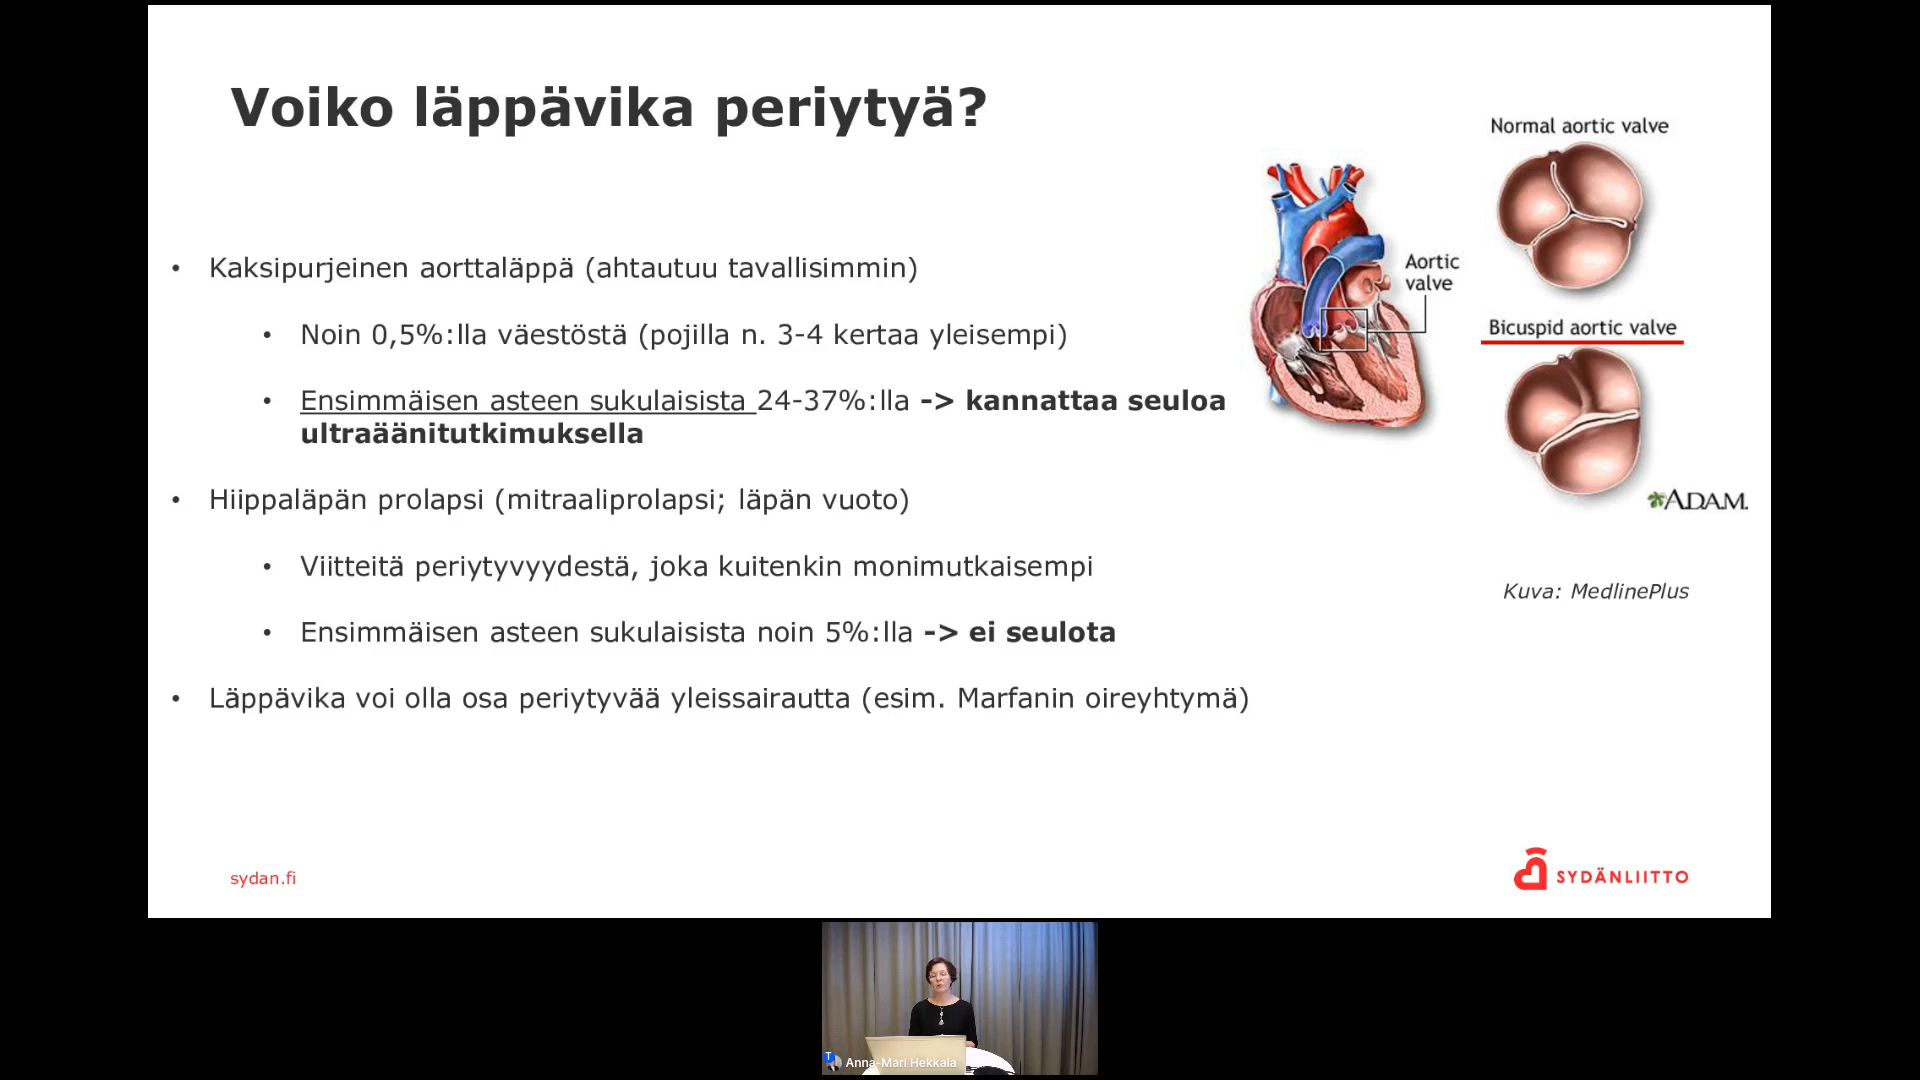 Voiko läppävika periytyä?
• Kaksipurjeinen aorttaläppä (ahtautuu tavallisimmin)
• Noin 0,5%:lla väestöstä (pojilla n. 3-4 kertaa yleisempi)
• Ensimmäisen asteen sukulaisista 24-37%:lla -> kannattaa seuloa
ultraäänitutkimuksella
• Hiippaläpän prolapsi (mitraaliprolapsi; läpän vuoto)
• Viitteitä periytyvyydestä, joka kuitenkin monimutkaisempi
• Ensimmäisen asteen sukulaisista noin 5%:lla -> ei seulota
• Läppävika voi olla osa periytyvää yleissairautta (esim. Marfanin oireyhtymä)
Normal aortic valve
Aortic
valve
Bicuspid aortic valve
A.D.A.M.
Kuva: MedlinePlus
sydan.fi
SYDÄNLIITTO
T
Anna-Mari Hekkala